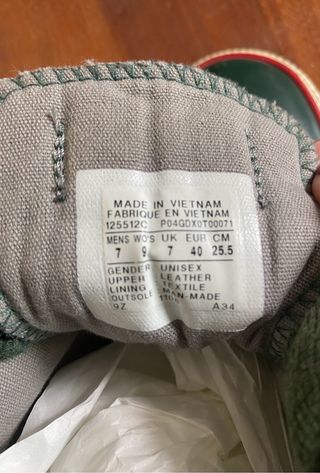 MADE IN VIETNAM
FABRIQUE EN VIETNAM
125512C P04GDX0T00071
MENS WO'S UK EUR CM
7 9 7 40 25.5
GENDER UNISEX
UPPER LEATHER
LINING TEXTILE
OUTSOLE MAN-MADE
9Z A34